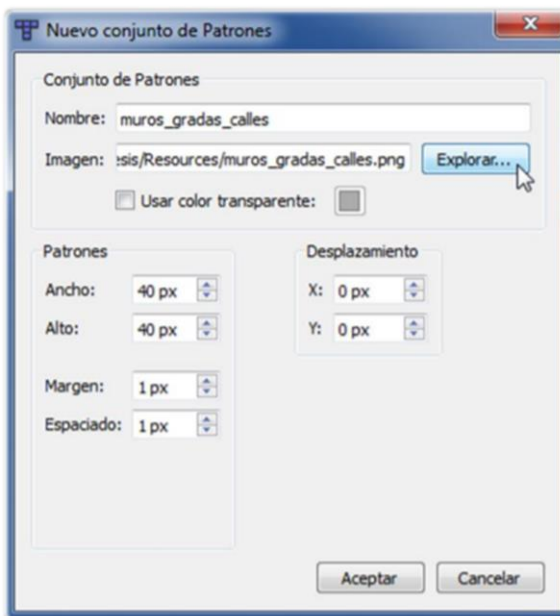 Nuevo conjunto de Patrones
Conjunto de Patrones
Nombre: muros_gradas_calles
Imagen: esis/Resources/muros_gradas_calles.png Explorar...
Usar color transparente:
Patrones
Ancho: 40 px
Alto: 40 px
Margen: 1 px
Espaciado: 1 px
Desplazamiento
X: 0 px
Y: 0 px
Aceptar Cancelar